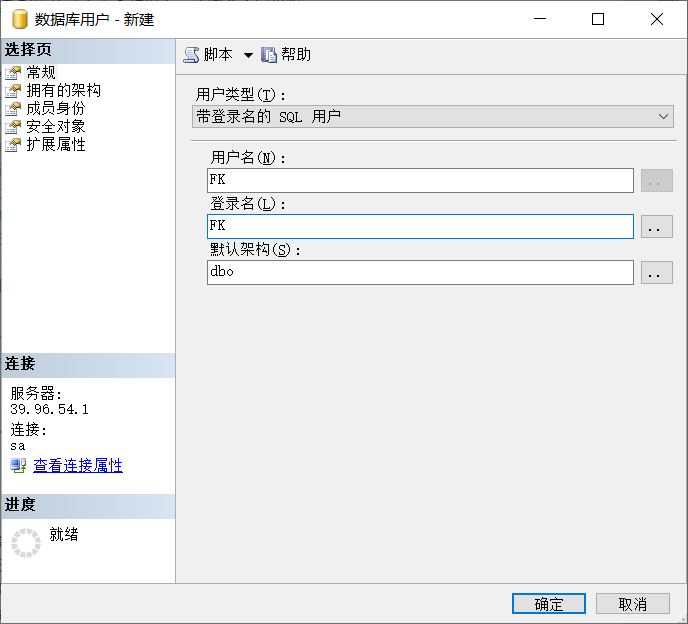 数据库用户 - 新建
选择页
常规
拥有的架构
成员身份
安全对象
扩展属性
脚本
帮助
用户类型(T):
带登录名的 SQL 用户
用户名(N):
FK
..
登录名(L):
FK
..
默认架构(S):
dbo
..
连接
服务器:
39.96.54.1
连接:
sa
查看连接属性
进度
就绪
确定
取消